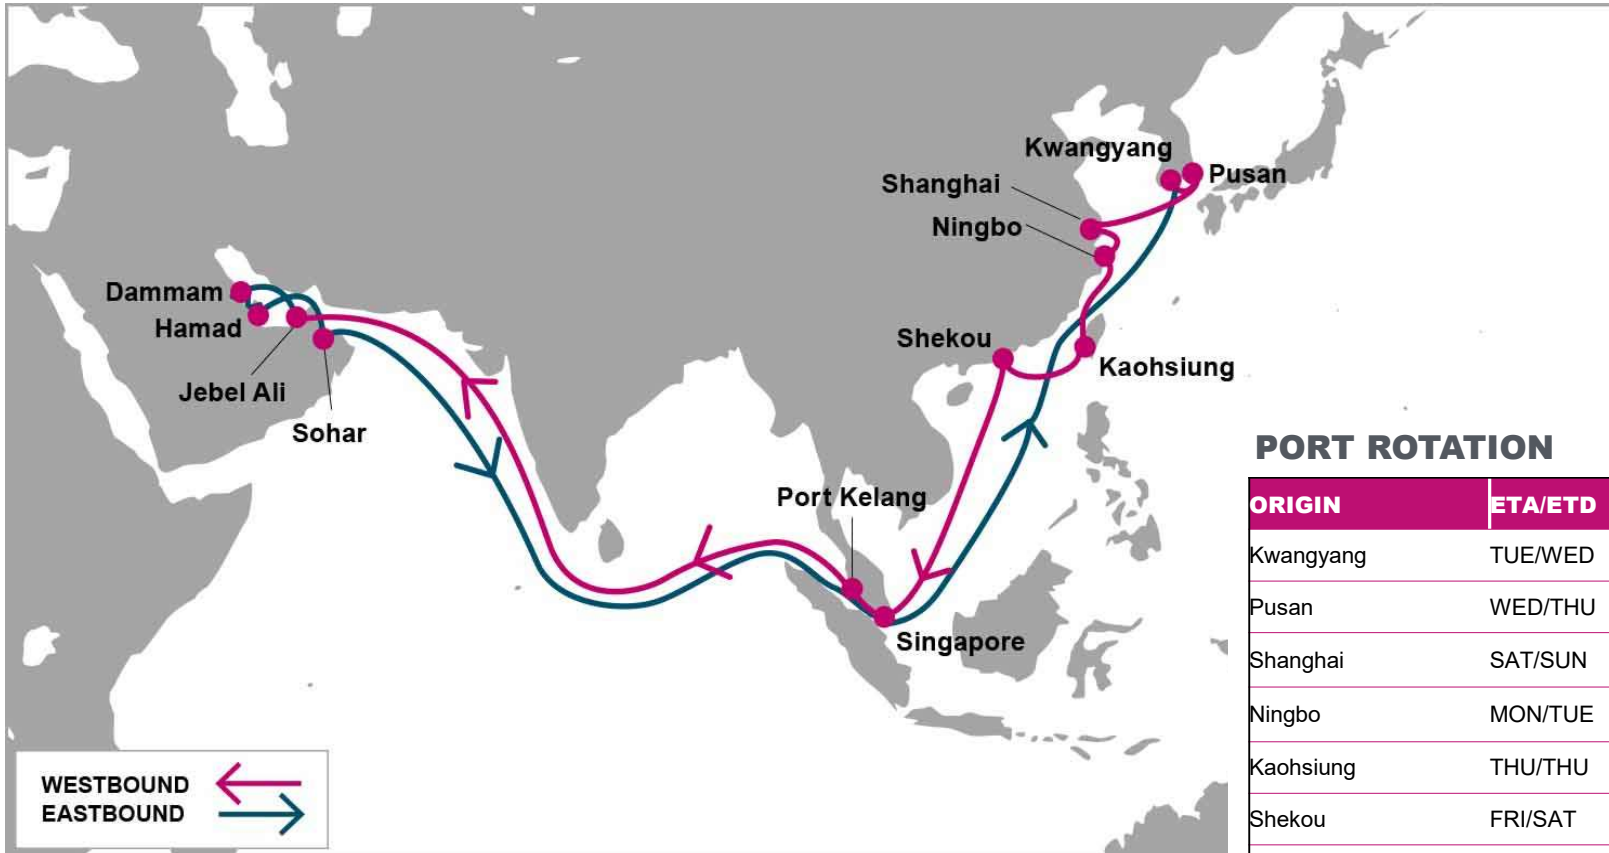 Kwangyang
Pusan
Shanghai
Ningbo
Dammam
Hamad
Jebel Ali
Sohar
Shekou
Kaohsiung
Port Kelang
Singapore
WESTBOUND
EASTBOUND
PORT ROTATION
ORIGIN ETA/ETD
Kwangyang TUE/WED
Pusan WED/THU
Shanghai SAT/SUN
Ningbo MON/TUE
Kaohsiung THU/THU
Shekou FRI/SAT